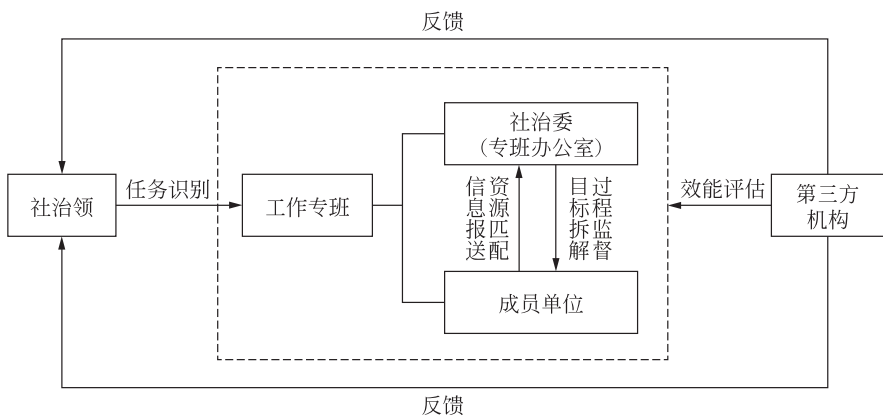 反馈
社治委
（专班办公室）
社治领
任务识别
工作专班
信息报送
资源匹配
目标拆解
过程监督
效能评估
第三方
机构
成员单位
反馈